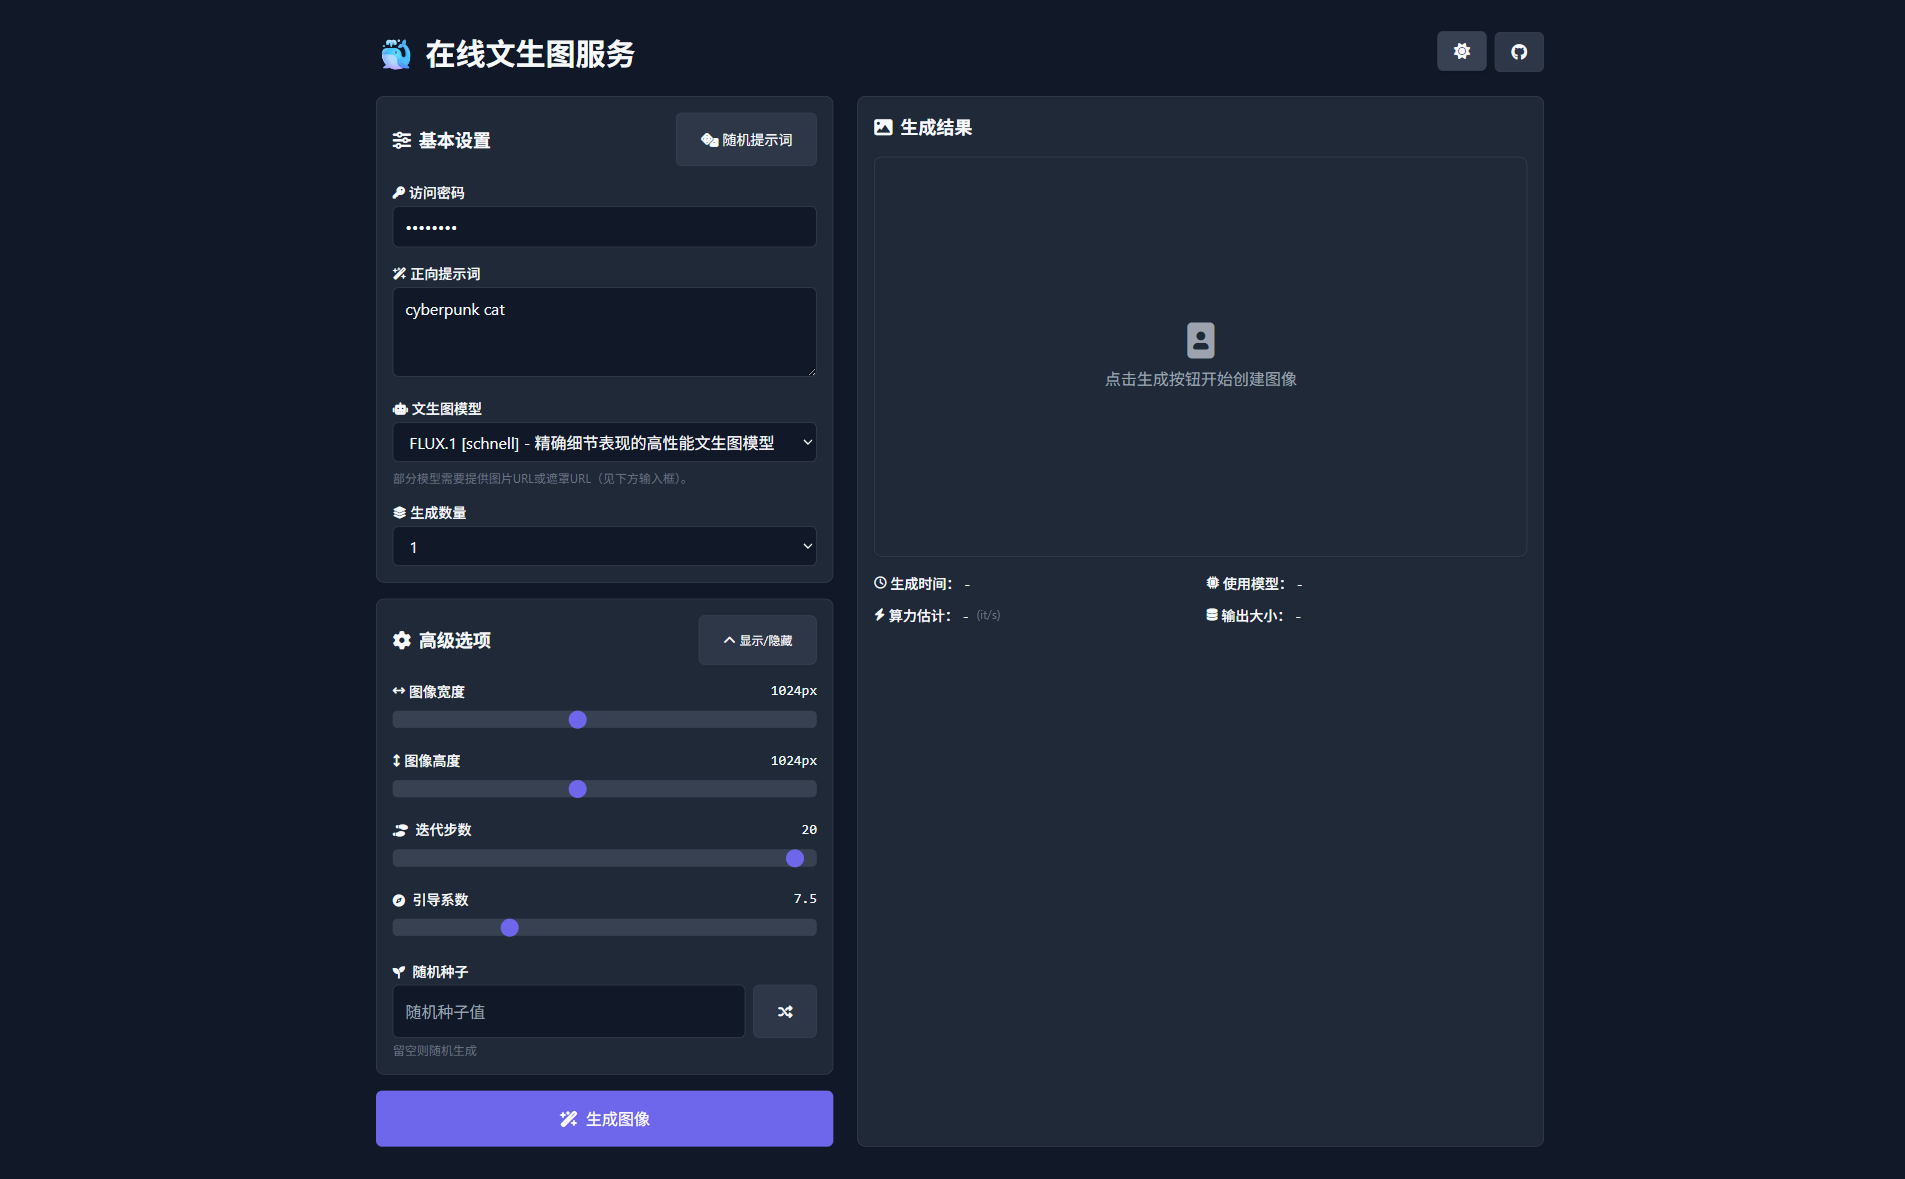 在线文生图服务
基本设置
随机提示词
访问密码
••••••••
正向提示词
cyberpunk cat
文生图模型
FLUX.1 [schnell] - 精确细节表现的高性能文生图模型
部分模型需要提供图片URL或遮罩URL（见下方输入框）。
生成数量
1
高级选项
显示/隐藏
图像宽度 1024px
图像高度 1024px
迭代步数 20
引导系数 7.5
随机种子
随机种子值
留空则随机生成
生成图像
生成结果
点击生成按钮开始创建图像
生成时间： -
使用模型： -
算力估计： - (it/s)
输出大小： -